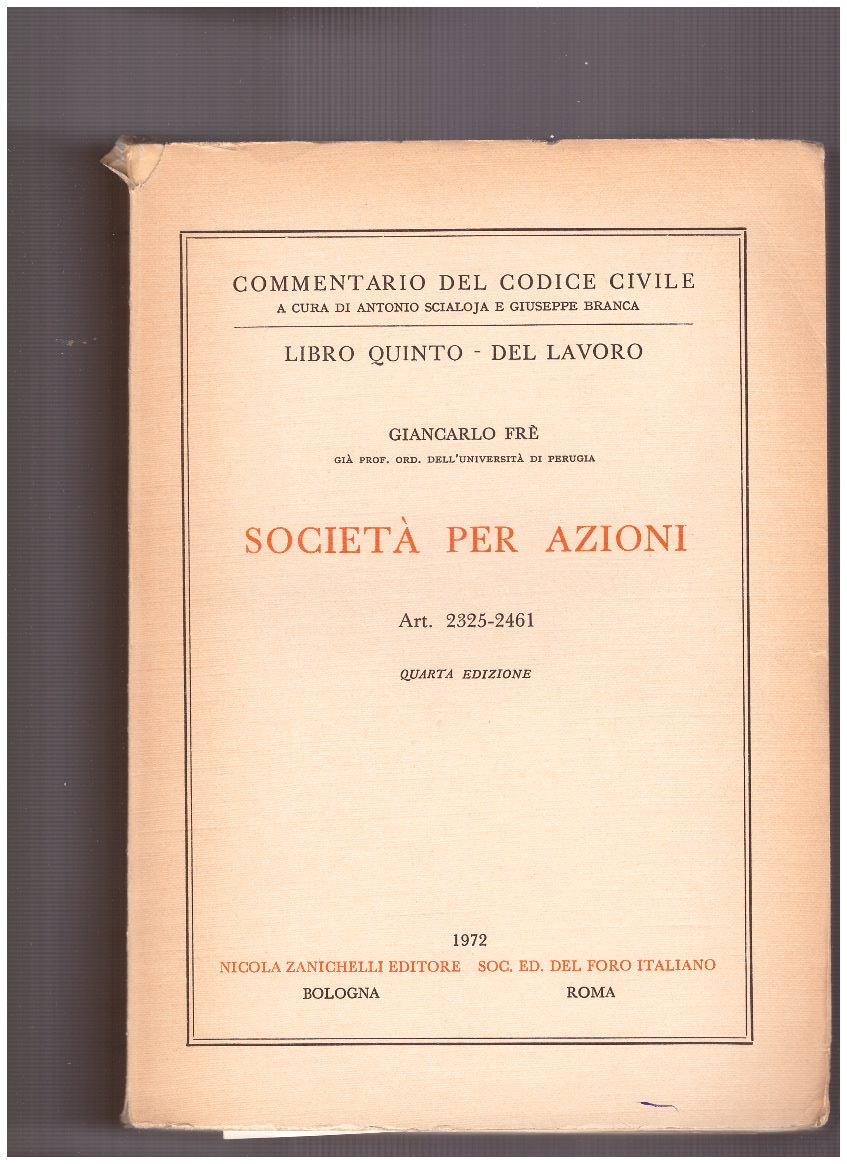 COMMENTARIO DEL CODICE CIVILE
A CURA DI ANTONIO SCIALOJA E GIUSEPPE BRANCA
LIBRO QUINTO - DEL LAVORO
GIANCARLO FRÈ
GIÀ PROF. ORD. DELL'UNIVERSITÀ DI PERUGIA
SOCIETÀ PER AZIONI
Art. 2325-2461
QUARTA EDIZIONE
1972
NICOLA ZANICHELLI EDITORE SOC. ED. DEL FORO ITALIANO
BOLOGNA ROMA